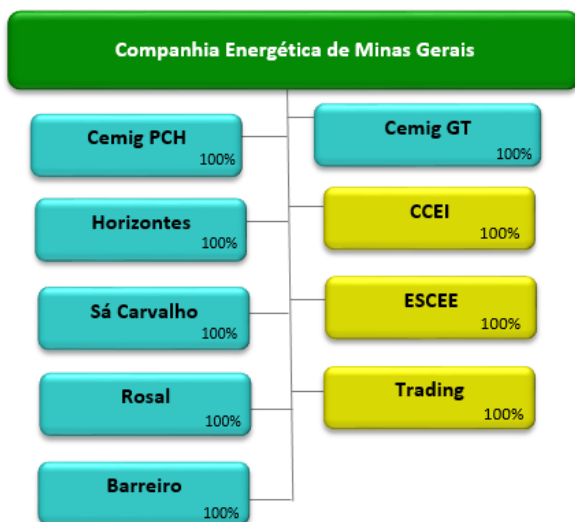 Companhia Energética de Minas Gerais
Cemig PCH
100%
Cemig GT
100%
Horizontes
100%
CCEI
100%
Sá Carvalho
100%
ESCEE
100%
Rosal
100%
Trading
100%
Barreiro
100%